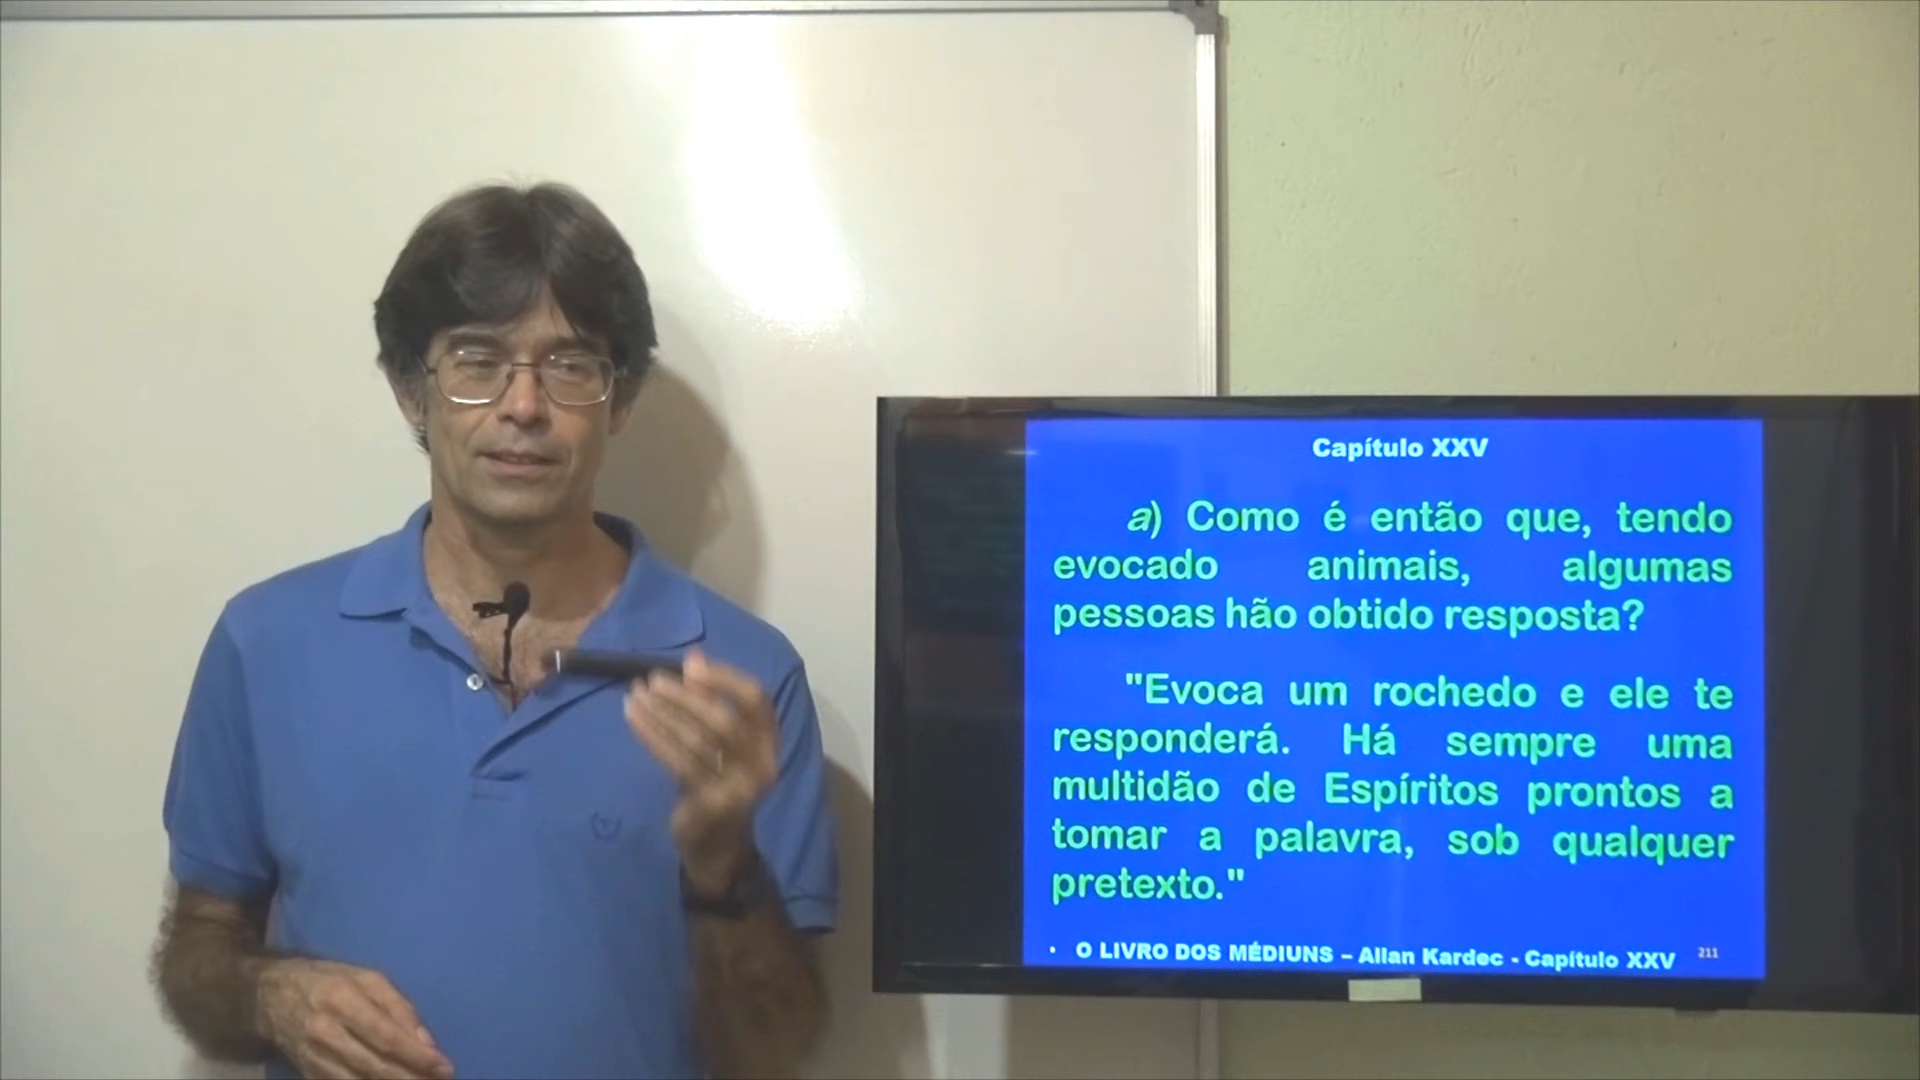 Capítulo XXV
a) Como é então que, tendo
evocado animais, algumas
pessoas hão obtido resposta?
"Evoca um rochedo e ele te
responderá. Há sempre uma
multidão de Espíritos prontos a
tomar a palavra, sob qualquer
pretexto."
• O LIVRO DOS MÉDIUNS – Allan Kardec - Capítulo XXV 211